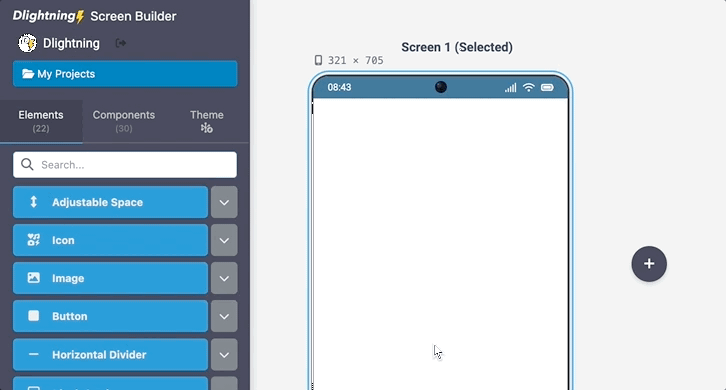 Dlightning Screen Builder
Dlightning
My Projects
Elements
(22)
Components
(30)
Theme
Search...
Adjustable Space
Icon
Image
Button
Horizontal Divider
Screen 1 (Selected)
321 × 705
08:43
+